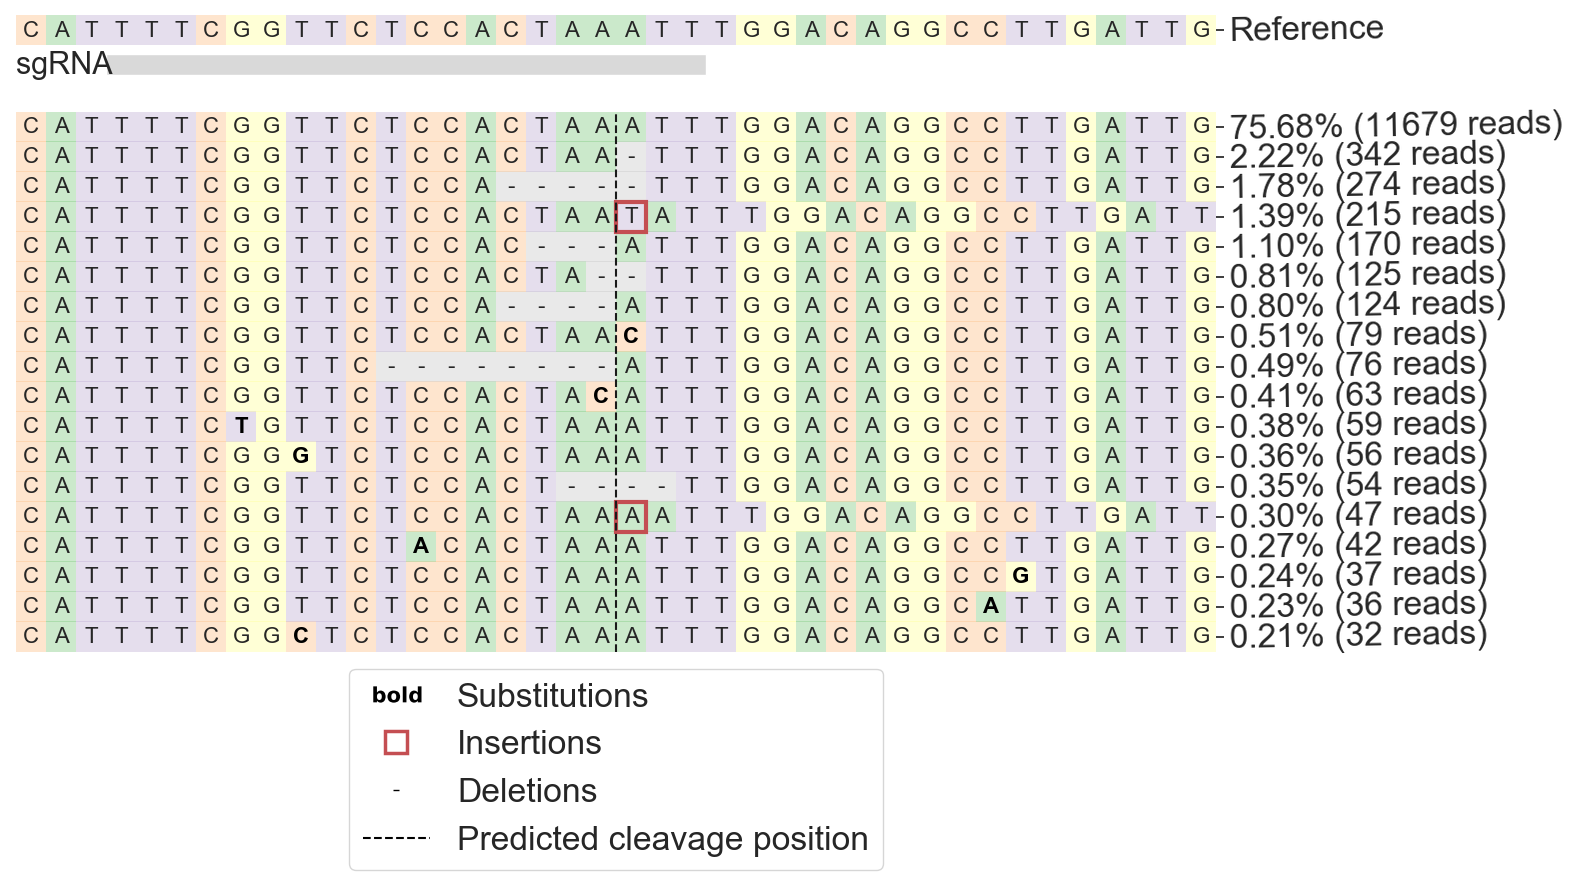 C A T T T T C G G T T C T C C A C T A A A T T T G G A C A G G C C T T G A T T G - Reference
sgRNA
C A T T T T C G G T T C T C C A C T A A A T T T G G A C A G G C C T T G A T T G - 75.68% (11679 reads)
C A T T T T C G G T T C T C C A C T A A - T T T G G A C A G G C C T T G A T T G - 2.22% (342 reads)
C A T T T T C G G T T C T C C A - - - - - T T T G G A C A G G C C T T G A T T G - 1.78% (274 reads)
C A T T T T C G G T T C T C C A C T A A T A T T T G G A C A G G C C T T G A T T - 1.39% (215 reads)
C A T T T T C G G T T C T C C A C - - - A T T T G G A C A G G C C T T G A T T G - 1.10% (170 reads)
C A T T T T C G G T T C T C C A C T A - - T T T G G A C A G G C C T T G A T T G - 0.81% (125 reads)
C A T T T T C G G T T C T C C A - - - - A T T T G G A C A G G C C T T G A T T G - 0.80% (124 reads)
C A T T T T C G G T T C T C C A C T A A C T T T G G A C A G G C C T T G A T T G - 0.51% (79 reads)
C A T T T T C G G T T C - - - - - - - - A T T T G G A C A G G C C T T G A T T G - 0.49% (76 reads)
C A T T T T C G G T T C T C C A C T A C A T T T G G A C A G G C C T T G A T T G - 0.41% (63 reads)
C A T T T T C T G T T C T C C A C T A A A T T T G G A C A G G C C T T G A T T G - 0.38% (59 reads)
C A T T T T C G G G T C T C C A C T A A A T T T G G A C A G G C C T T G A T T G - 0.36% (56 reads)
C A T T T T C G G T T C T C C A C T - - - - T T G G A C A G G C C T T G A T T G - 0.35% (54 reads)
C A T T T T C G G T T C T C C A C T A A A A T T T G G A C A G G C C T T G A T T - 0.30% (47 reads)
C A T T T T C G G T T C T A C A C T A A A T T T G G A C A G G C C T T G A T T G - 0.27% (42 reads)
C A T T T T C G G T T C T C C A C T A A A T T T G G A C A G G C C G T G A T T G - 0.24% (37 reads)
C A T T T T C G G T T C T C C A C T A A A T T T G G A C A G G C A T T G A T T G - 0.23% (36 reads)
C A T T T T C G G C T C T C C A C T A A A T T T G G A C A G G C C T T G A T T G - 0.21% (32 reads)
bold Substitutions
Insertions
- Deletions
Predicted cleavage position